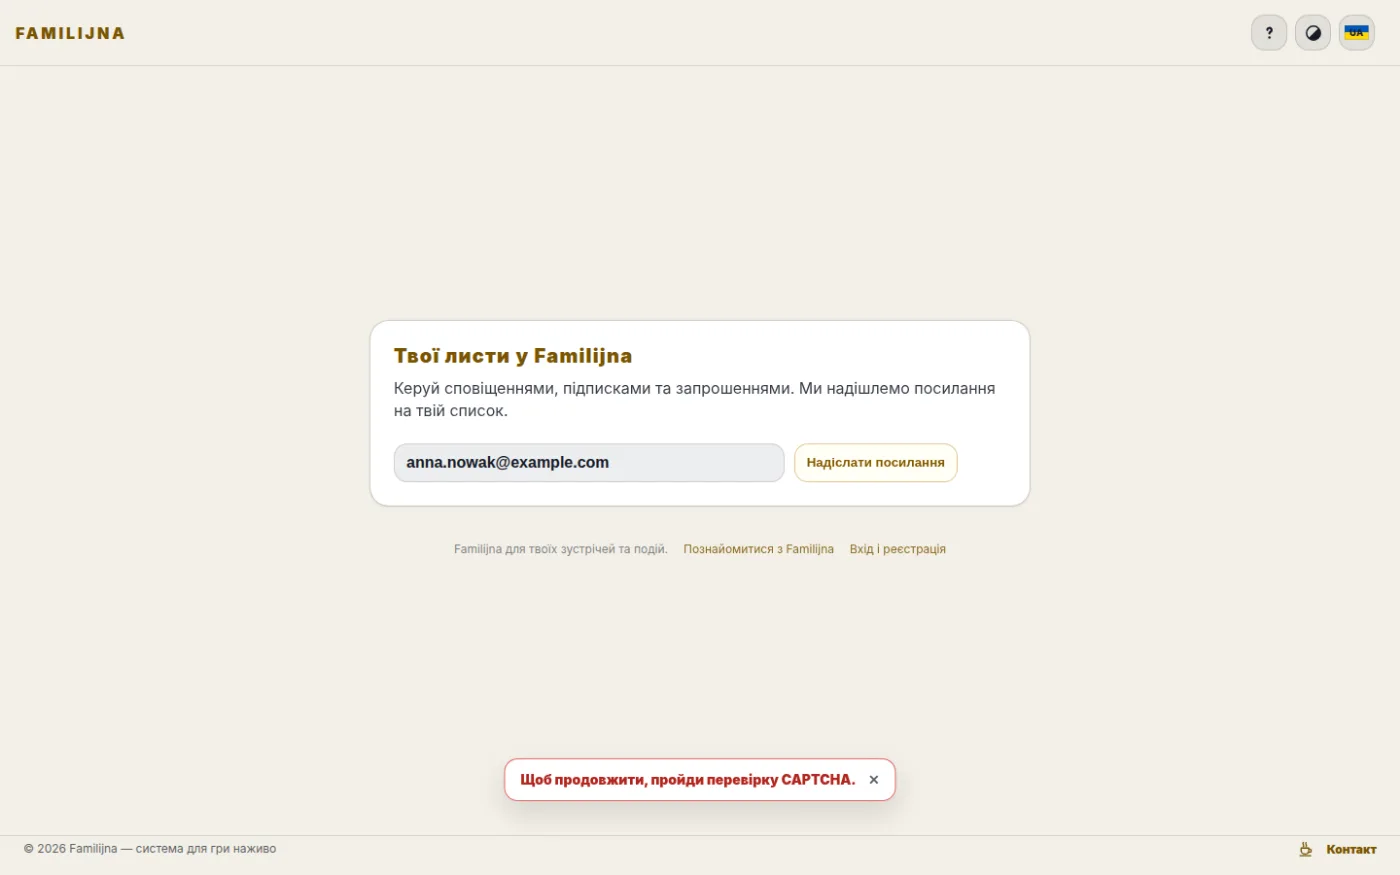 FAMILIJNA
?
UA
Твої листи у Familijna
Керуй сповіщеннями, підписками та запрошеннями. Ми надішлемо посилання
на твій список.
anna.nowak@example.com
Надіслати посилання
Familijna для твоїх зустрічей та подій. Познайомитися з Familijna Вхід і реєстрація
Щоб продовжити, пройди перевірку CAPTCHA. ×
© 2026 Familijna — система для гри наживо
Контакт